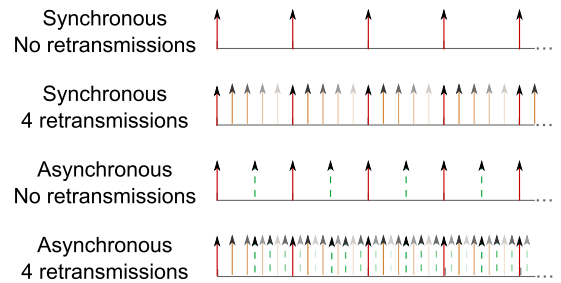 Synchronous
No retransmissions
Synchronous
4 retransmissions
Asynchronous
No retransmissions
Asynchronous
4 retransmissions